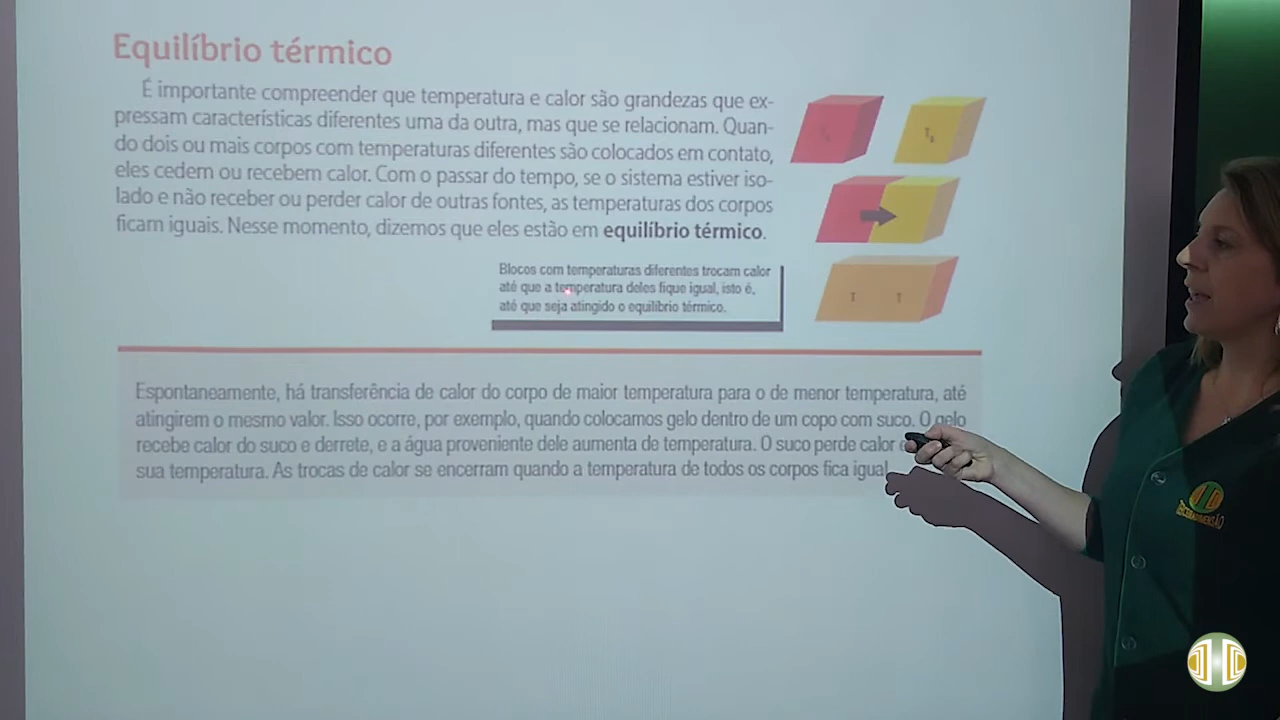 Equilíbrio térmico
É importante compreender que temperatura e calor são grandezas que ex-
pressam características diferentes uma da outra, mas que se relacionam. Quan-
do dois ou mais corpos com temperaturas diferentes são colocados em contato,
eles cedem ou recebem calor. Com o passar do tempo, se o sistema estiver iso-
lado e não receber ou perder calor de outras fontes, as temperaturas dos corpos
ficam iguais. Nesse momento, dizemos que eles estão em equilíbrio térmico.
T
T T
Blocos com temperaturas diferentes trocam calor
até que a temperatura deles fique igual, isto é,
até que seja atingido o equilíbrio térmico.
Espontaneamente, há transferência de calor do corpo de maior temperatura para o de menor temperatura, até
atingirem o mesmo valor. Isso ocorre, por exemplo, quando colocamos gelo dentro de um copo com suco. O gelo
recebe calor do suco e derrete, e a água proveniente dele aumenta de temperatura. O suco perde calor
sua temperatura. As trocas de calor se encerram quando a temperatura de todos os corpos fica igual